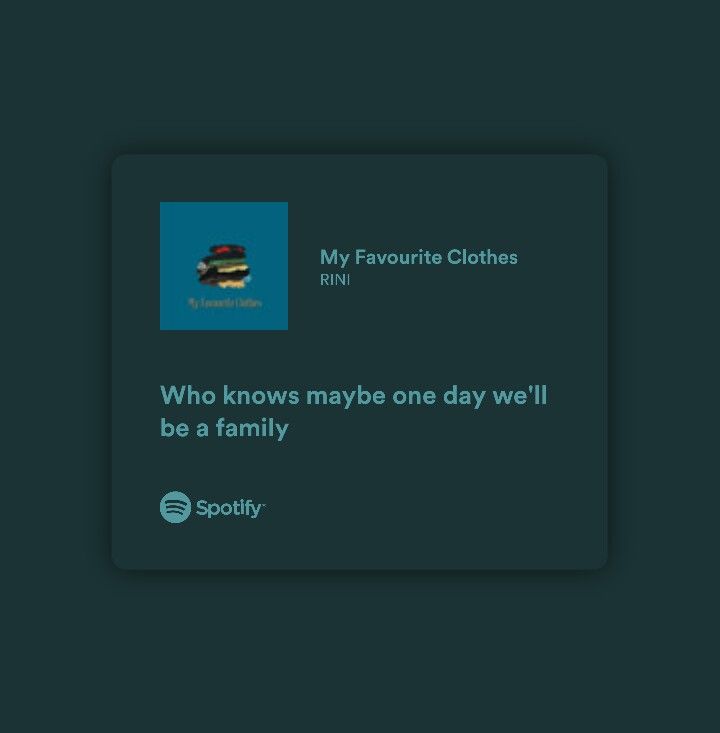 My Favourite Clothes
My Favourite Clothes
RINI
Who knows maybe one day we'll
be a family
Spotify